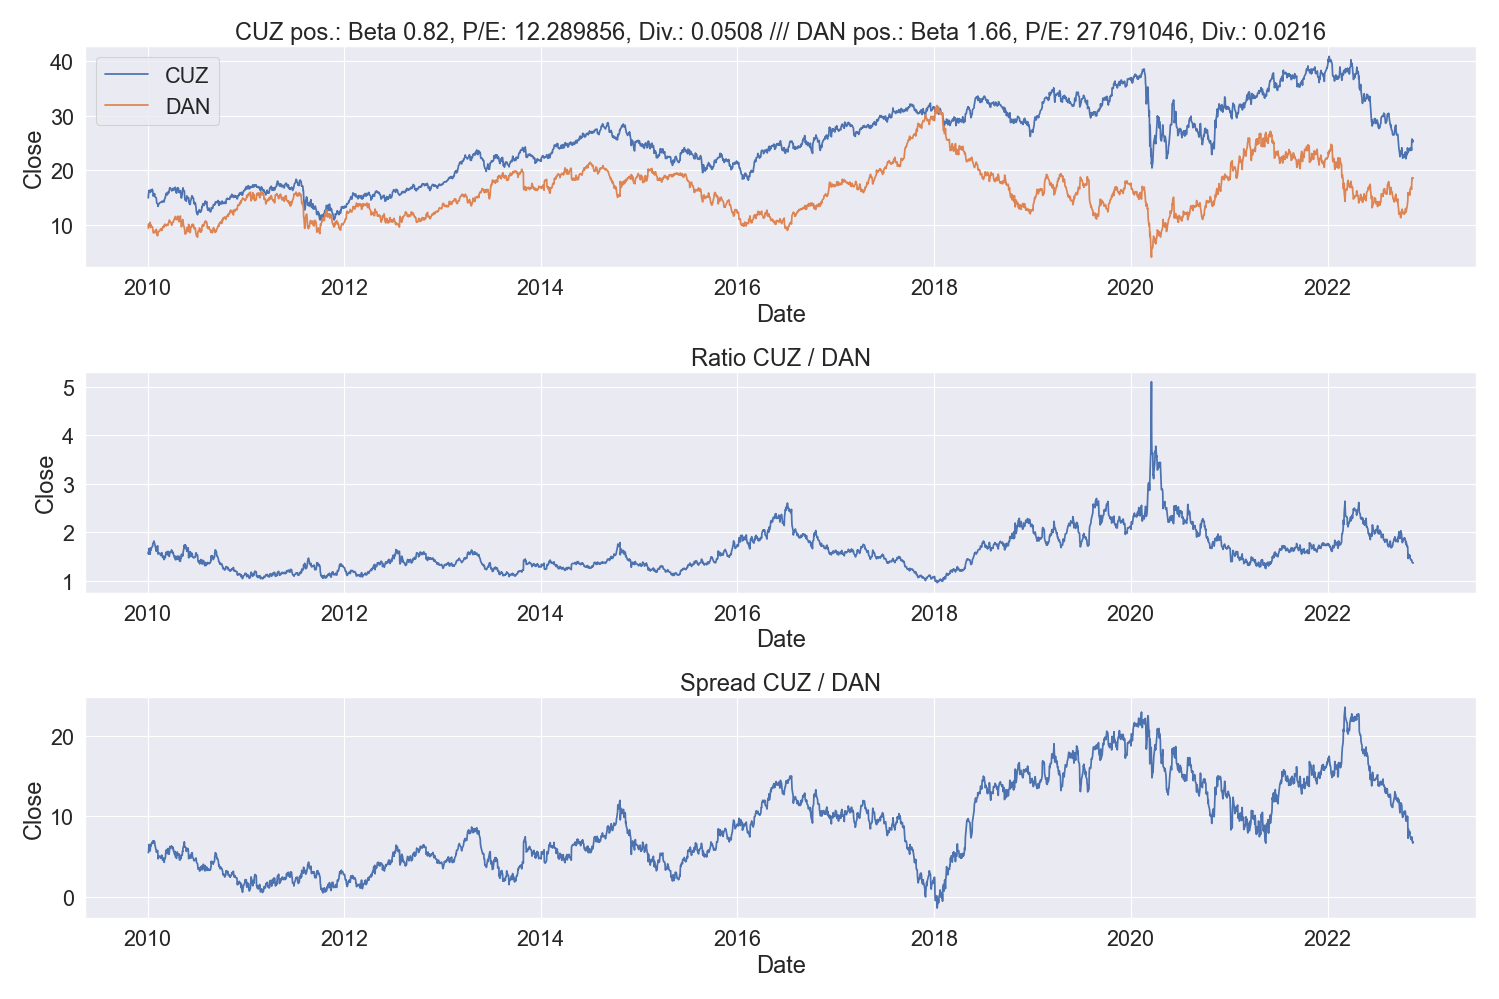 CUZ pos.: Beta 0.82, P/E: 12.289856, Div.: 0.0508 /// DAN pos.: Beta 1.66, P/E: 27.791046, Div.: 0.0216
CUZ
DAN
Close
40
30
20
10
2010 2012 2014 2016 2018 2020 2022
Date
Ratio CUZ / DAN
Close
5
4
3
2
1
2010 2012 2014 2016 2018 2020 2022
Date
Spread CUZ / DAN
Close
20
10
0
2010 2012 2014 2016 2018 2020 2022
Date